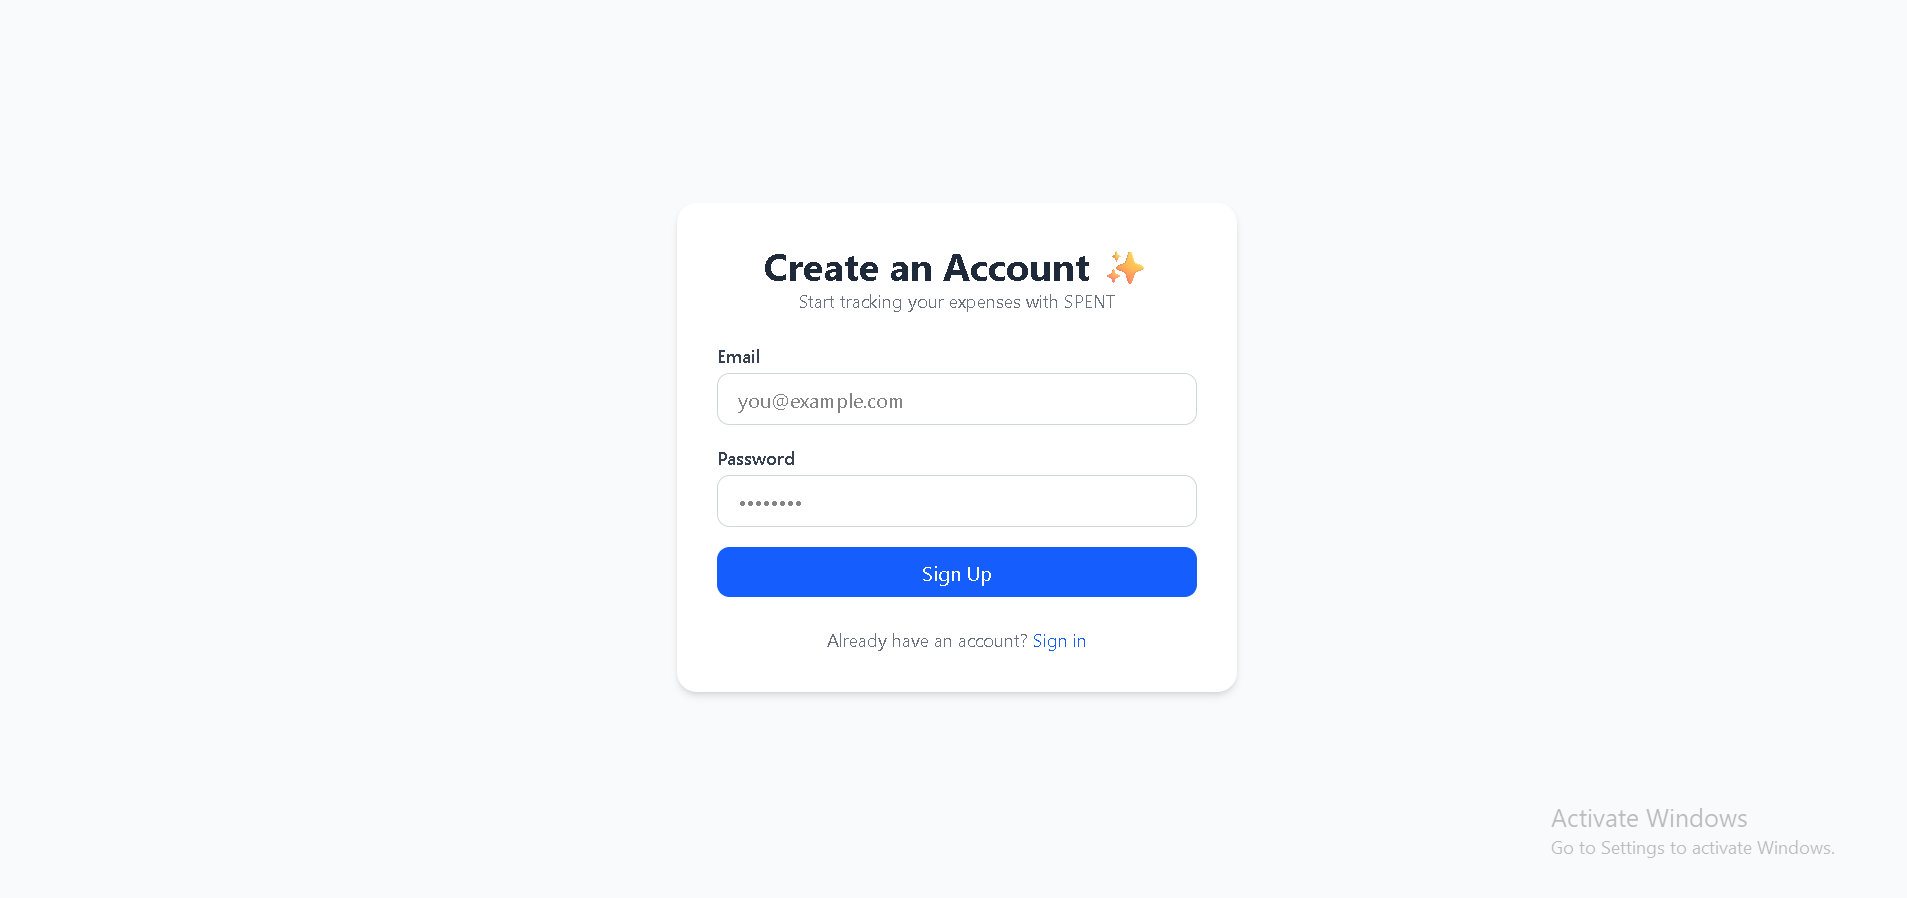 Create an Account ✨
Start tracking your expenses with SPENT
Email
you@example.com
Password
••••••••
Sign Up
Already have an account? Sign in
Activate Windows
Go to Settings to activate Windows.